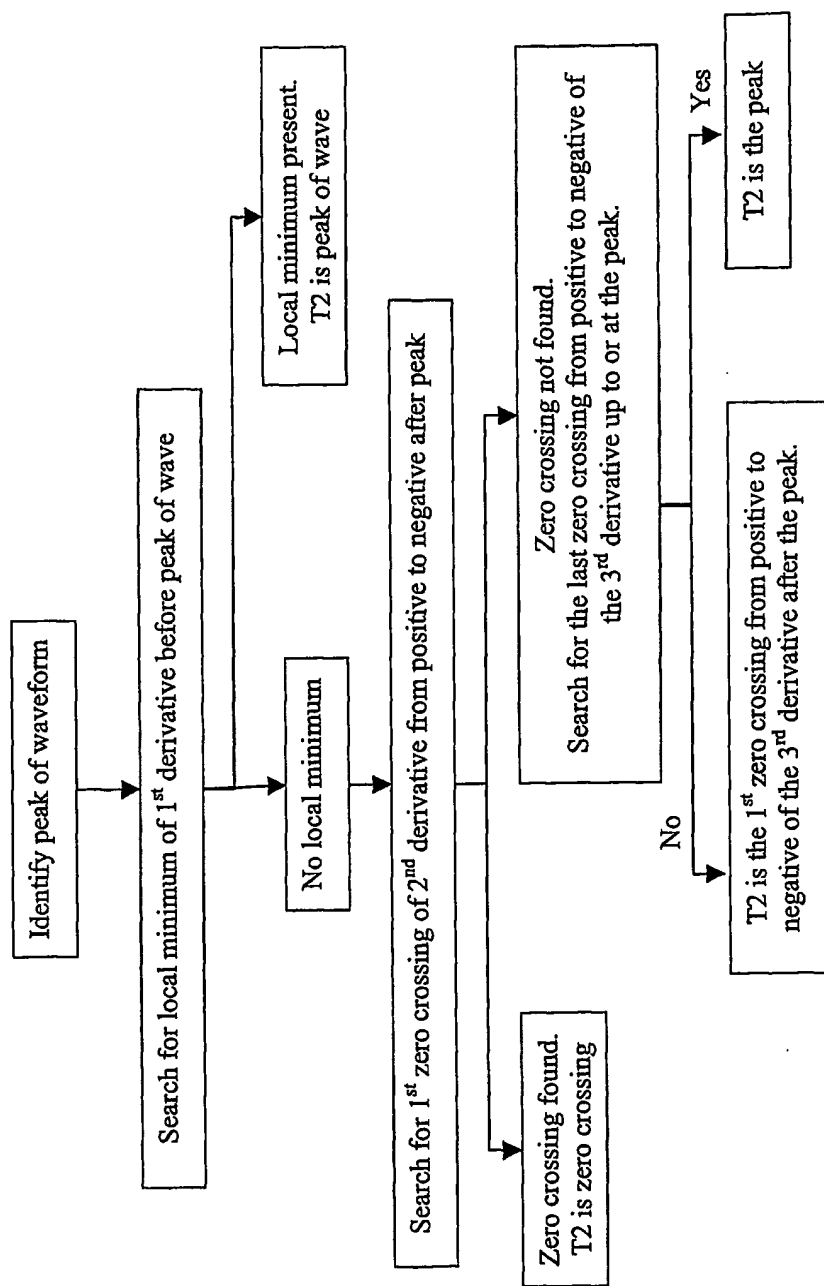 Identify peak of waveform
Search for local minimum of 1st derivative before peak of wave
Local minimum present.
T2 is peak of wave
No local minimum
Search for 1st zero crossing of 2nd derivative from positive to negative after peak
Zero crossing found.
T2 is zero crossing
Zero crossing not found.
Search for the last zero crossing from positive to negative of
the 3rd derivative up to or at the peak.
No
Yes
T2 is the 1st zero crossing from positive to
negative of the 3rd derivative after the peak.
T2 is the peak